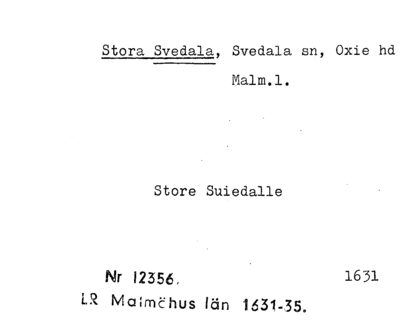 Stora Svedala, Svedala sn, Oxie hd
Malm.l.
Store Suiedalle
Nr 12356.
1631
LR Malmöhus län 1631-35.